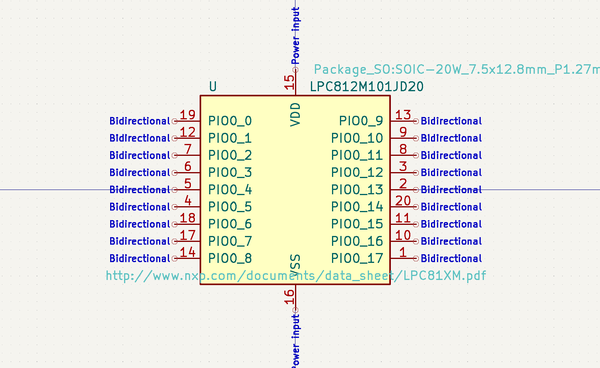 Power input
15
Package_SO:SOIC-20W_7.5x12.8mm_P1.27m
U LPC812M101JD20
VDD
Bidirectional 19 PIO0_0 PIO0_9 13 Bidirectional
Bidirectional 12 PIO0_1 PIO0_10 9 Bidirectional
Bidirectional 7 PIO0_2 PIO0_11 8 Bidirectional
Bidirectional 6 PIO0_3 PIO0_12 3 Bidirectional
Bidirectional 5 PIO0_4 PIO0_13 2 Bidirectional
Bidirectional 4 PIO0_5 PIO0_14 20 Bidirectional
Bidirectional 18 PIO0_6 PIO0_15 11 Bidirectional
Bidirectional 17 PIO0_7 PIO0_16 10 Bidirectional
Bidirectional 14 PIO0_8 PIO0_17 1 Bidirectional
VSS
http://www.nxp.com/documents/data_sheet/LPC81XM.pdf
16
Power input